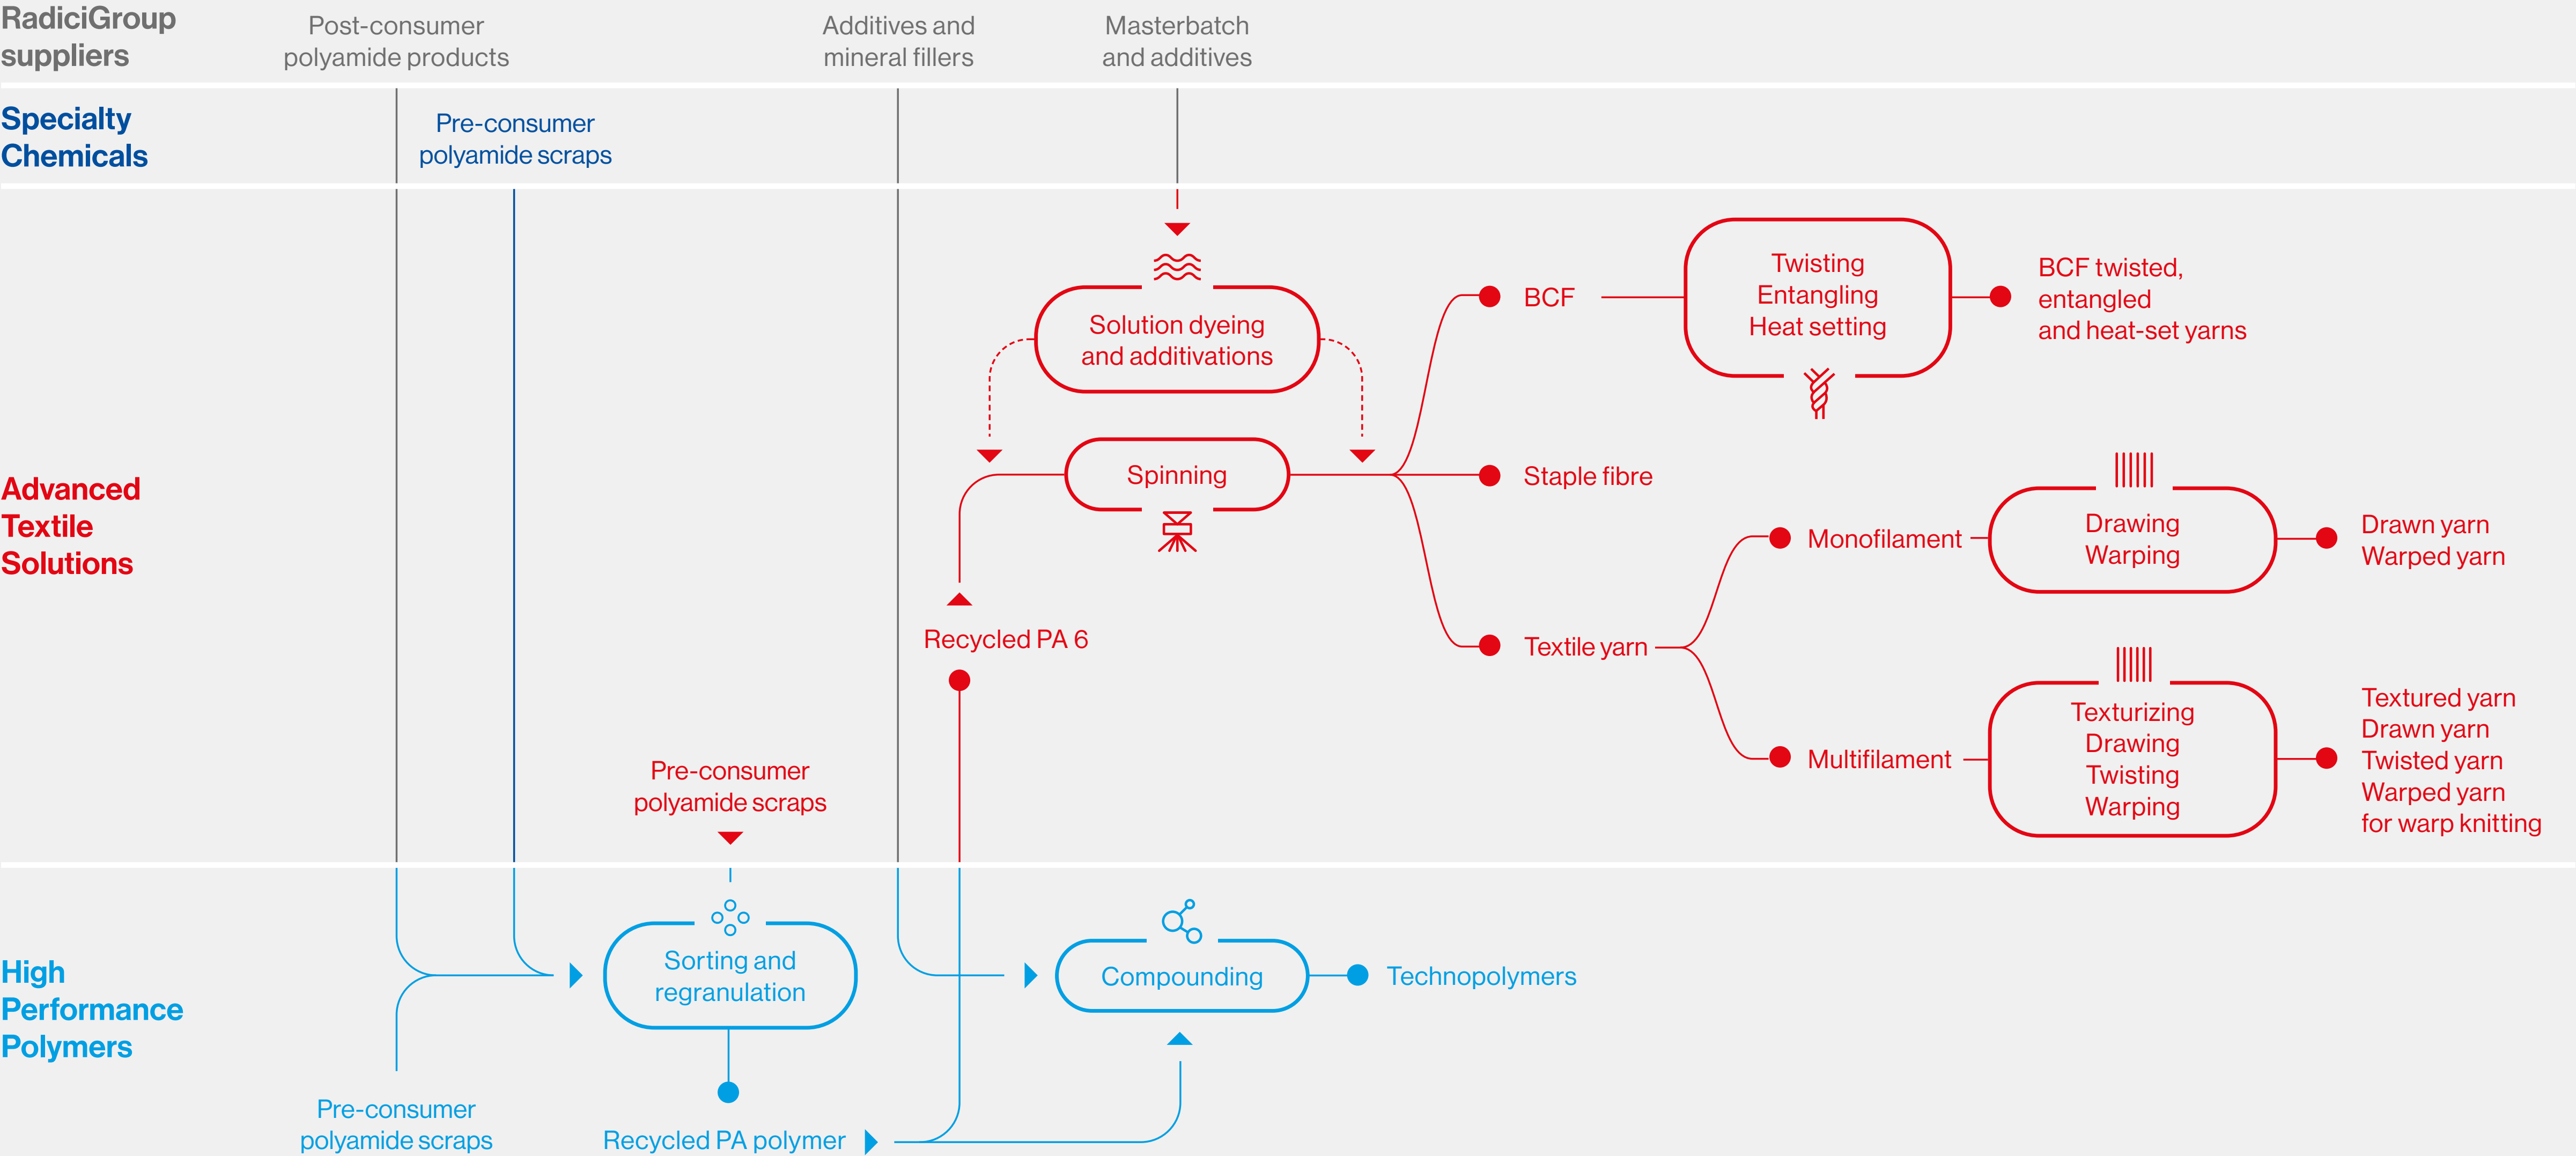 RadiciGroup
suppliers
Post-consumer
polyamide products
Additives and
mineral fillers
Masterbatch
and additives
Specialty
Chemicals
Pre-consumer
polyamide scraps
Advanced
Textile
Solutions
Solution dyeing
and additivations
Spinning
Recycled PA 6
Pre-consumer
polyamide scraps
BCF
Twisting
Entangling
Heat setting
BCF twisted,
entangled
and heat-set yarns
Staple fibre
Textile yarn
Monofilament
Drawing
Warping
Drawn yarn
Warped yarn
Multifilament
Texturizing
Drawing
Twisting
Warping
Textured yarn
Drawn yarn
Twisted yarn
Warped yarn
for warp knitting
High
Performance
Polymers
Sorting and
regranulation
Compounding
Technopolymers
Pre-consumer
polyamide scraps
Recycled PA polymer